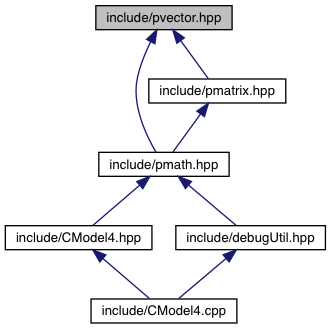 include/pvector.hpp
include/pmatrix.hpp
include/pmath.hpp
include/CModel4.hpp
include/debugUtil.hpp
include/CModel4.cpp